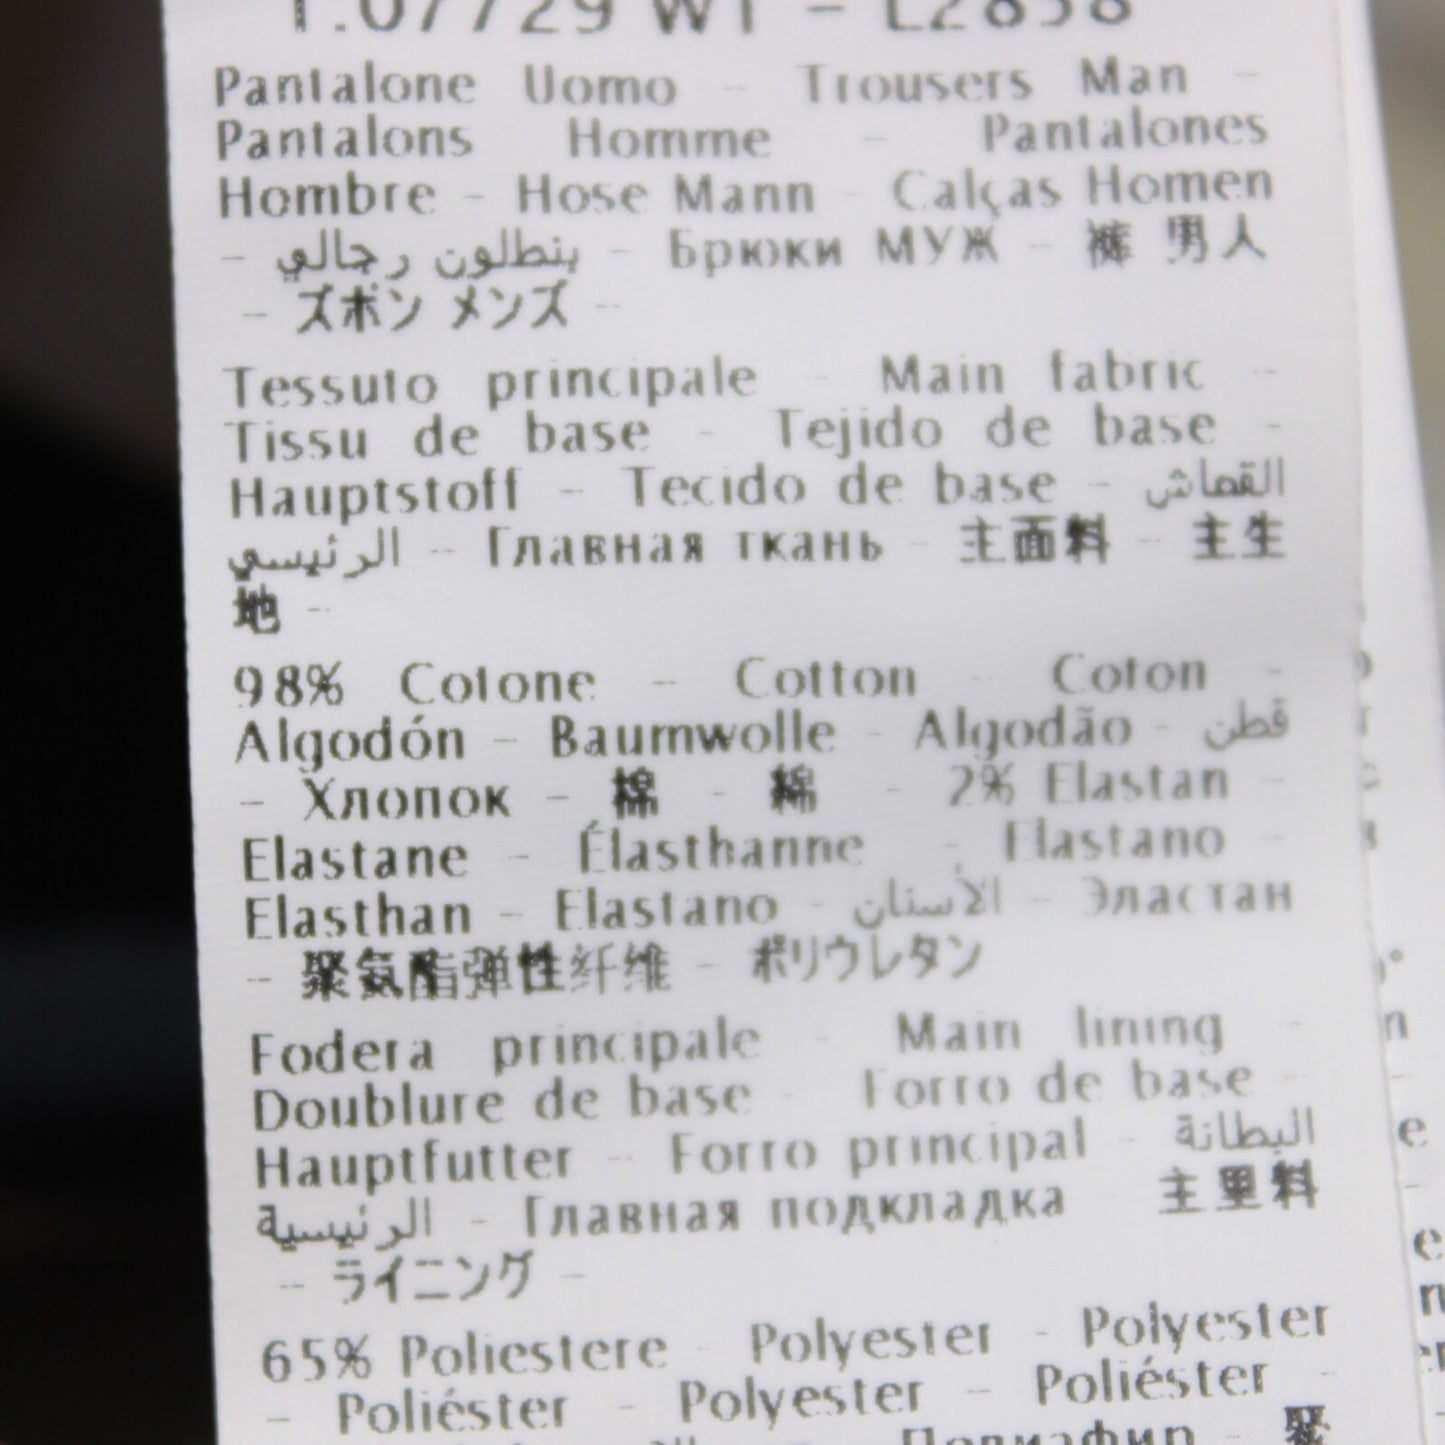 Pantalone Uomo - Trousers Man -
Pantalons Homme - Pantalones
Hombre - Hose Mann - Calças Homen
- بنطلون رجالي - Брюки МУЖ - 裤 男人
- ズボン メンズ -
Tessuto principale - Main fabric -
Tissu de base - Tejido de base -
Hauptstoff - Tecido de base - القماش
الرئيسي - Главная ткань - 主面料 - 主生
地 -
98% Cotone - Cotton - Coton -
Algodón - Baumwolle - Algodão - قطن
- Хлопок - 棉 - 綿 - 2% Elastan -
Elastane - Élasthanne - Elastano -
Elasthan - Elastano - الأستان - Эластан
- 聚氨酯弹性纤维 - ポリウレタン
Fodera principale - Main lining -
Doublure de base - Forro de base -
Hauptfutter - Forro principal - البطانة
الرئيسية - Главная подкладка 主里料
- ライニング -
65% Poliestere - Polyester - Polyester
- Poliéster - Polyester - Poliéster -